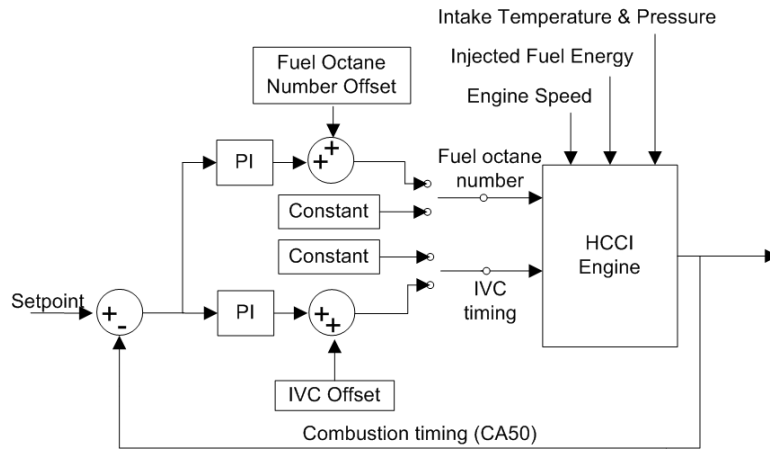 Intake Temperature & Pressure
Injected Fuel Energy
Engine Speed
Fuel Octane
Number Offset
+
+
PI
Fuel octane
number
Constant
Constant
HCCI
Engine
IVC
timing
Setpoint
+
-
PI
+
+
IVC Offset
Combustion timing (CA50)